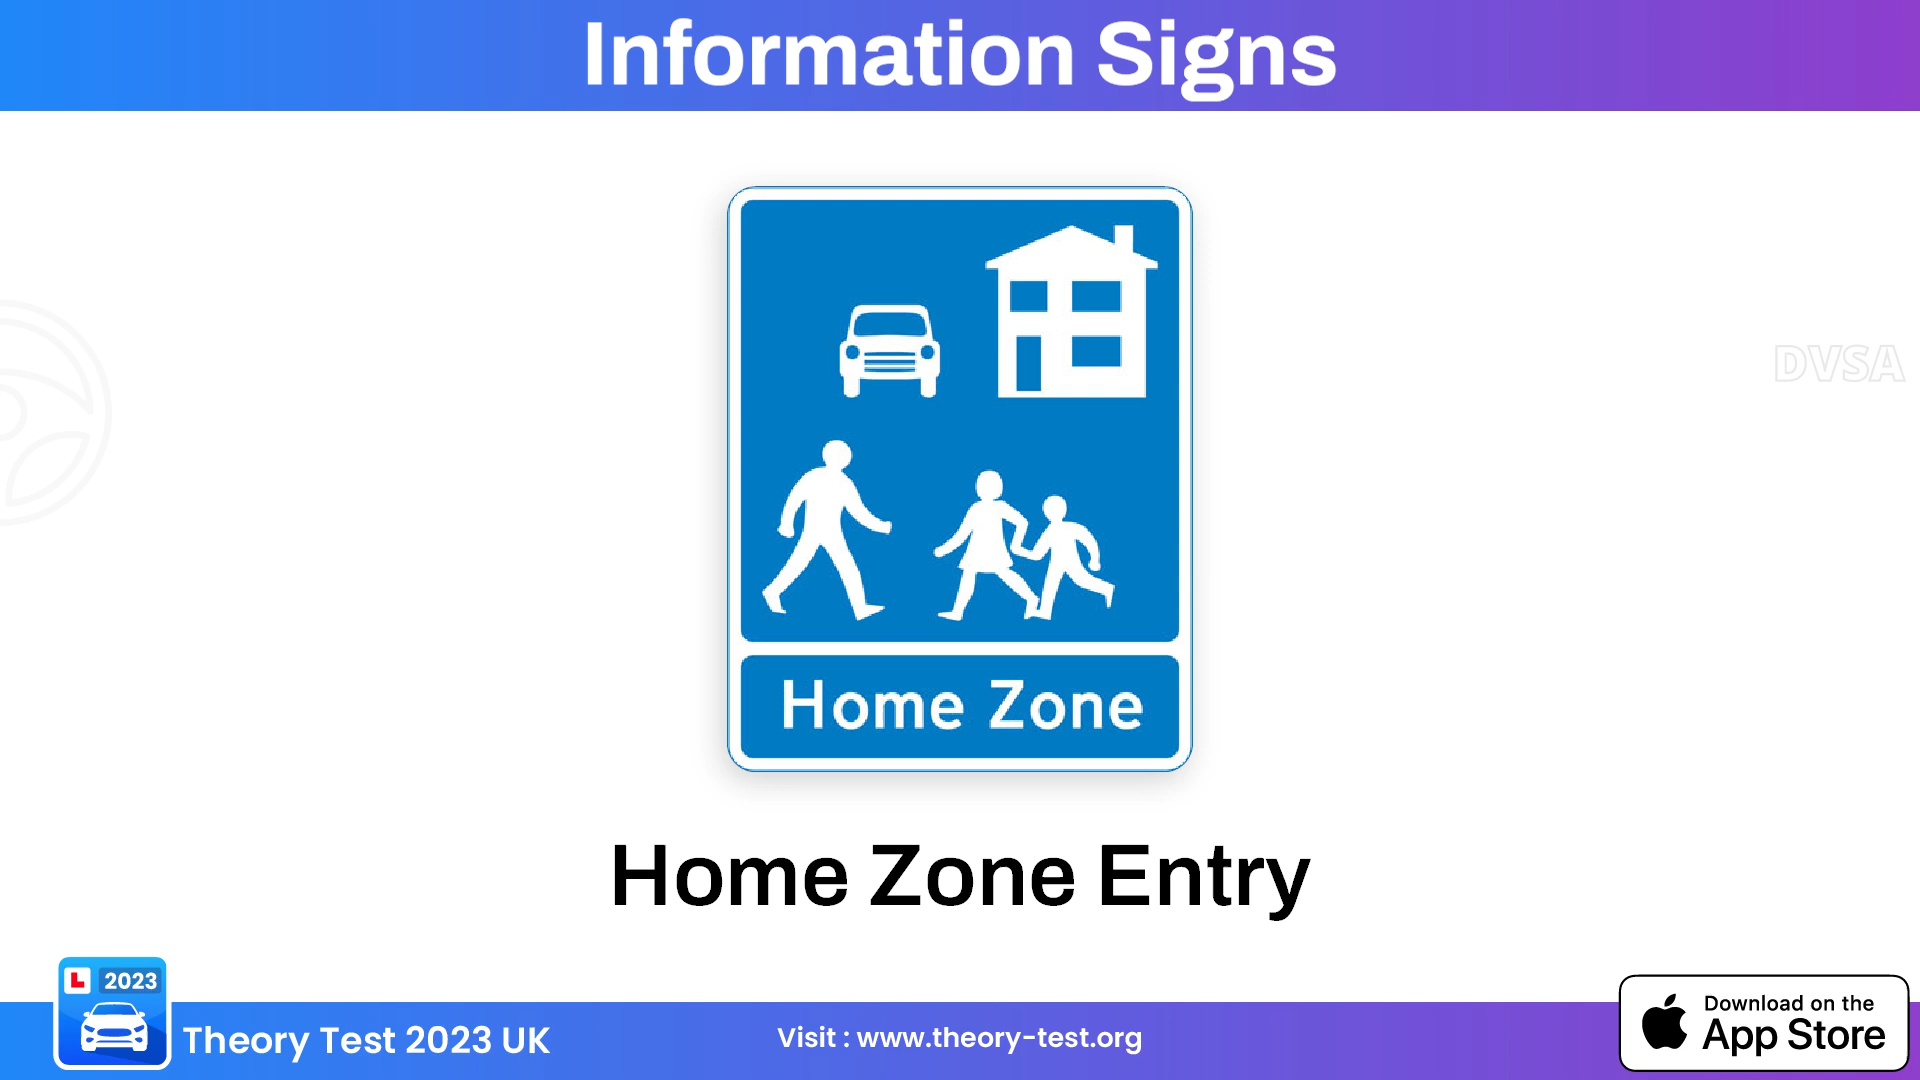 Information Signs
DVSA
Home Zone
Home Zone Entry
L 2023
Theory Test 2023 UK
Visit : www.theory-test.org
Download on the
App Store